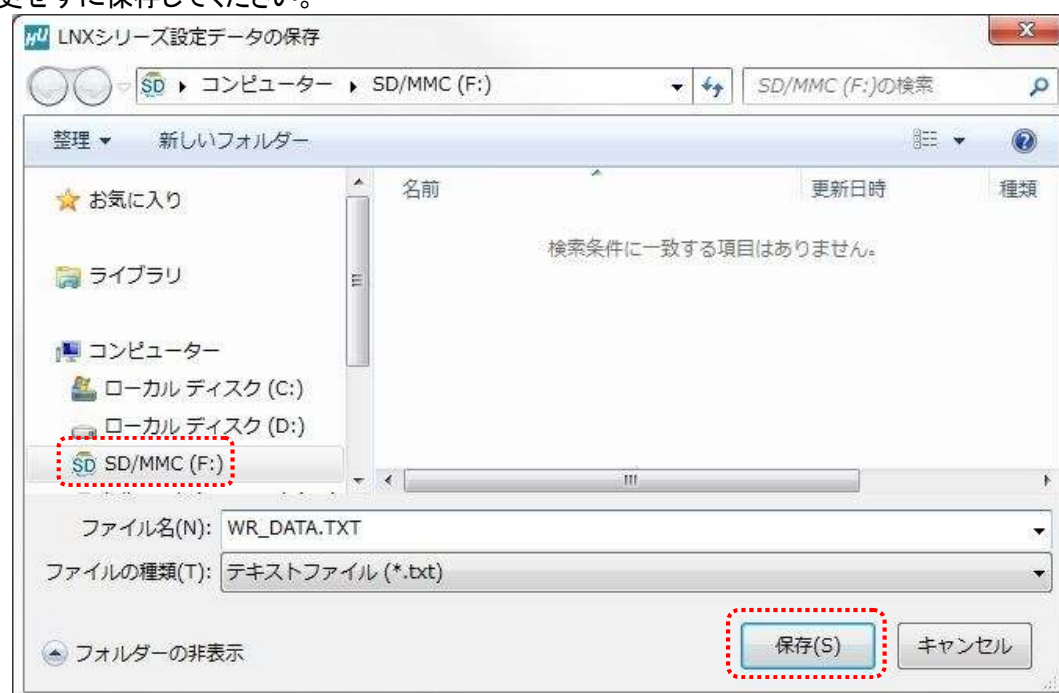 更せずに保存してください。
LNXシリーズ設定データの保存
SD ▸ コンピューター ▸ SD/MMC (F:)
SD/MMC (F:)の検索
整理 ▼ 新しいフォルダー
お気に入り
ライブラリ
コンピューター
ローカル ディスク (C:)
ローカル ディスク (D:)
SD SD/MMC (F:)
名前 更新日時 種類
検索条件に一致する項目はありません。
ファイル名(N): WR_DATA.TXT
ファイルの種類(T): テキストファイル (*.txt)
フォルダーの非表示
保存(S) キャンセル